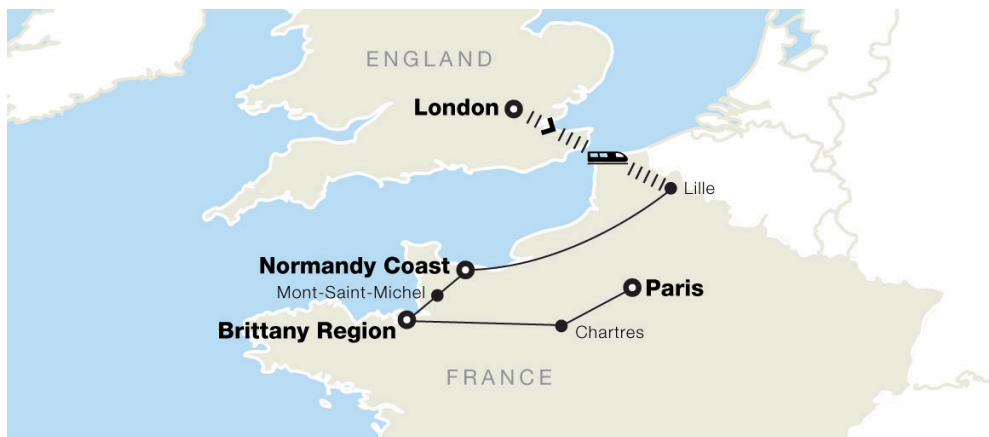 ENGLAND
London
Lille
Normandy Coast
Mont-Saint-Michel
Paris
Brittany Region
Chartres
FRANCE